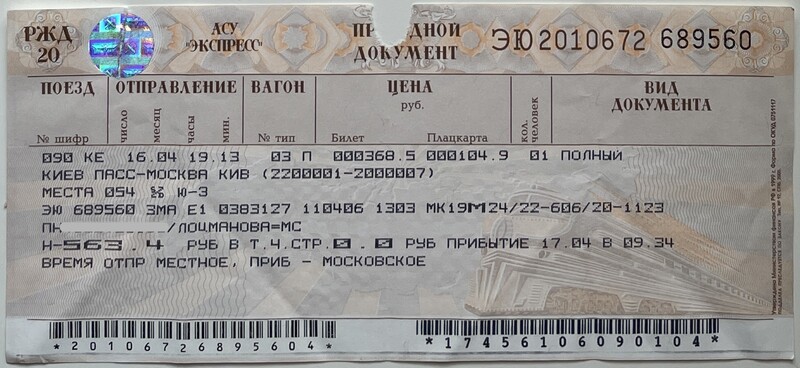 РЖД
20
АСУ
"ЭКСПРЕСС"
ДОКУМЕНТ
ЭЮ2010672 689560
ПОЕЗД ОТПРАВЛЕНИЕ ВАГОН ЦЕНА ВИД
руб. ДОКУМЕНТА
№ шифр число месяц часы мин. № тип Билет Плацкарта кол. человек
090 КЕ 16.04 19.13 03 П 000368.5 000104.9 01 ПОЛНЫЙ
КИЕВ ПАСС-МОСКВА КИВ (2200001-2000007)
МЕСТА 054 Ю-З
ЭЮ 689560 ЗМА Е1 0383127 110406 1303 МК19М24/22-606/20-1123
ПК /ЛОЦМАНОВА=МС
Н-563.4 РУБ В Т.Ч.СТР.0.0 РУБ ПРИБЫТИЕ 17.04 В 09.34
ВРЕМЯ ОТПР МЕСТНОЕ, ПРИБ - МОСКОВСКОЕ
*20106726895604*
*17456106090104*